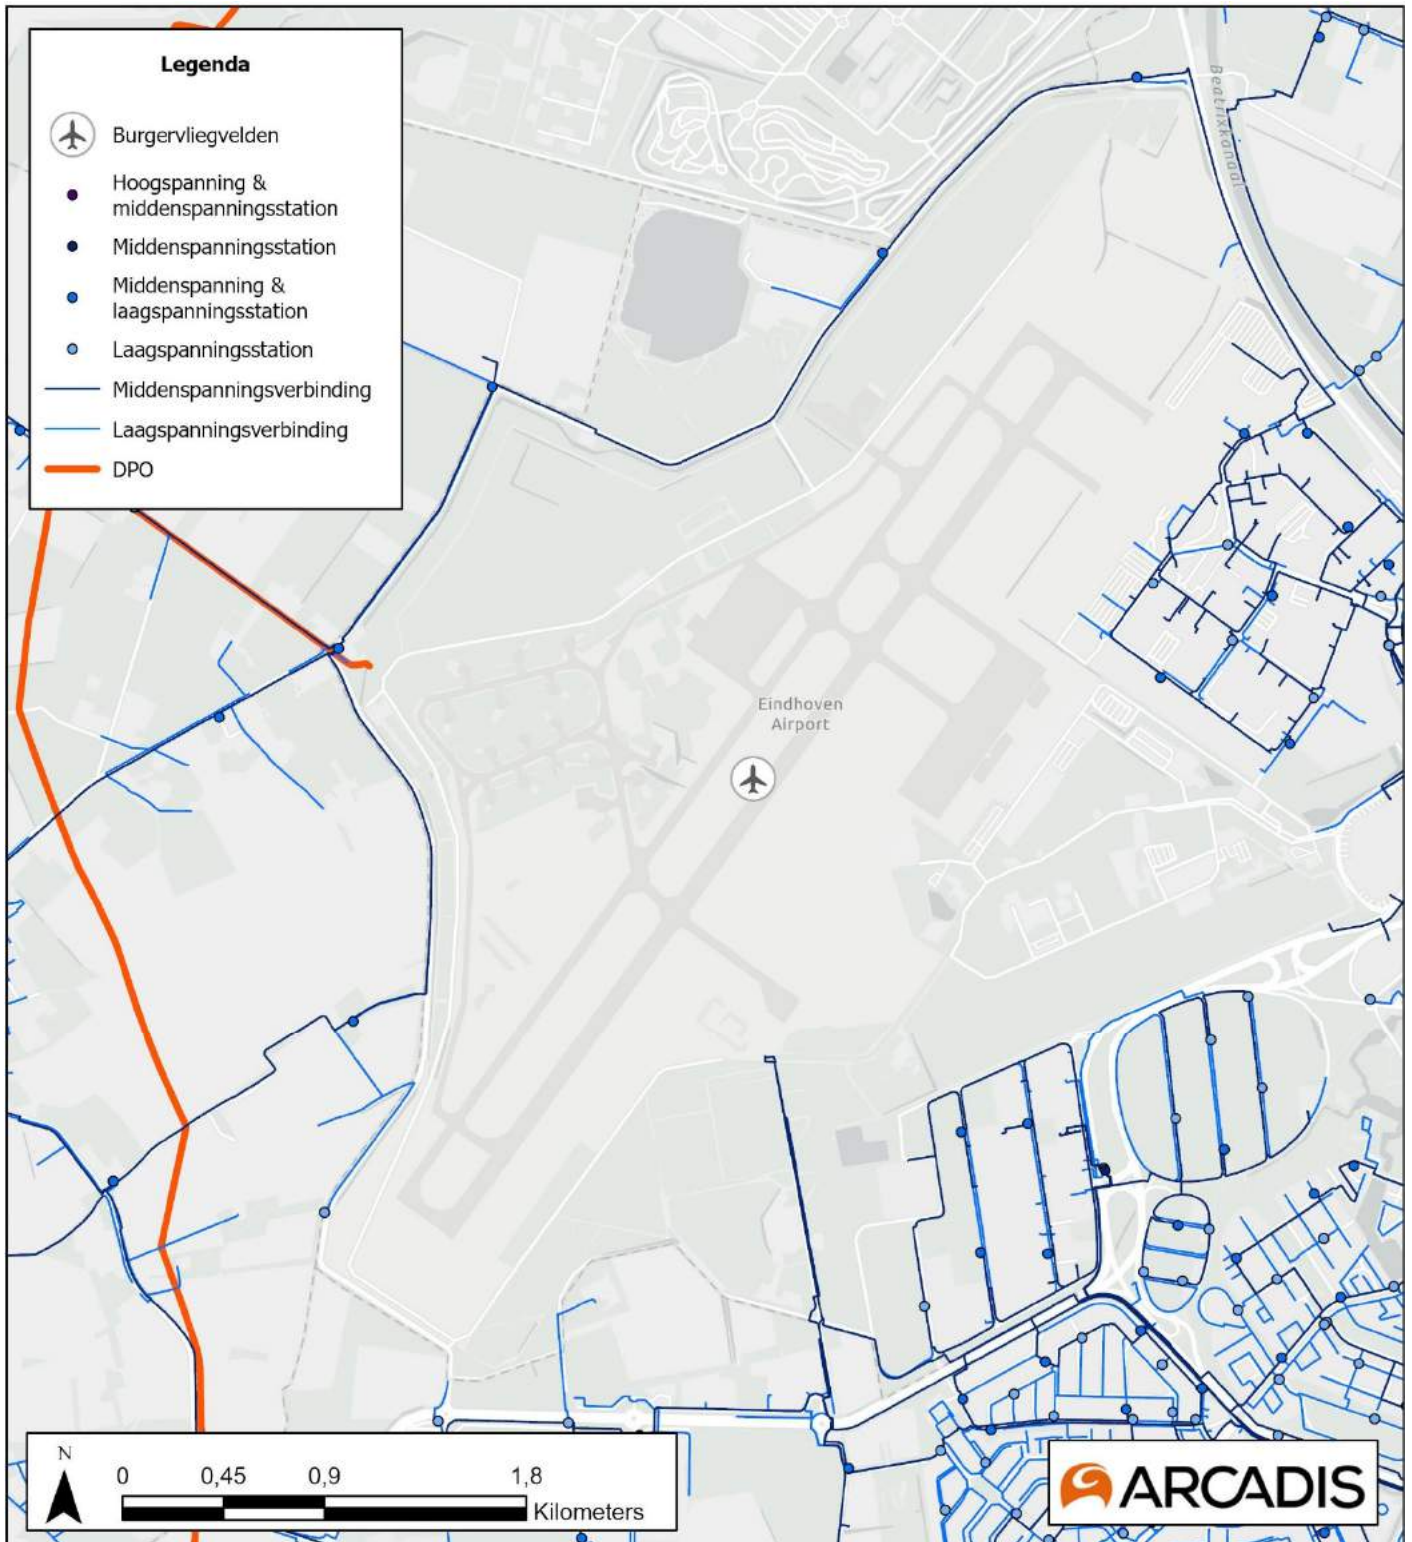 Legenda
Burgervliegvelden
Hoogspanning &
middenspanningsstation
Middenspanningsstation
Middenspanning &
laagspanningsstation
Laagspanningsstation
Middenspanningsverbinding
Laagspanningsverbinding
DPO
Beatrixkanaal
Eindhoven
Airport
N
0 0,45 0,9 1,8
Kilometers
ARCADIS